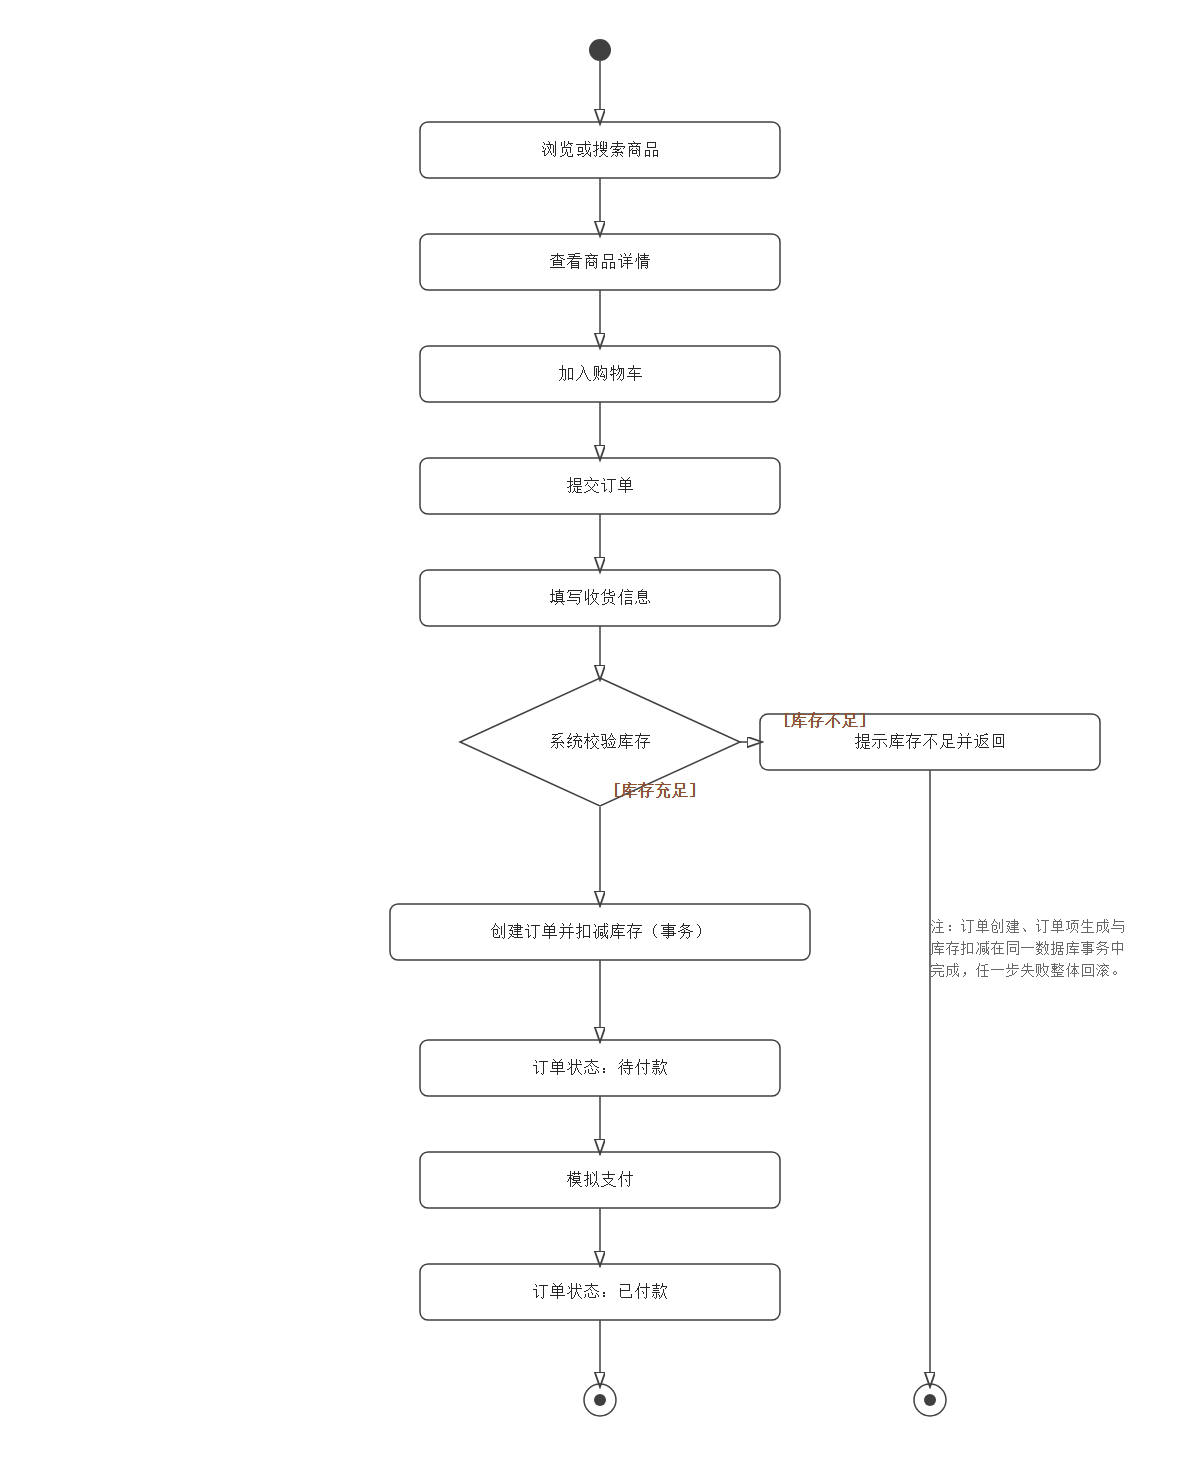 浏览或搜索商品
查看商品详情
加入购物车
提交订单
填写收货信息
系统校验库存
[库存不足]
提示库存不足并返回
[库存充足]
创建订单并扣减库存（事务）
注：订单创建、订单项生成与
库存扣减在同一数据库事务中
完成，任一步失败整体回滚。
订单状态：待付款
模拟支付
订单状态：已付款